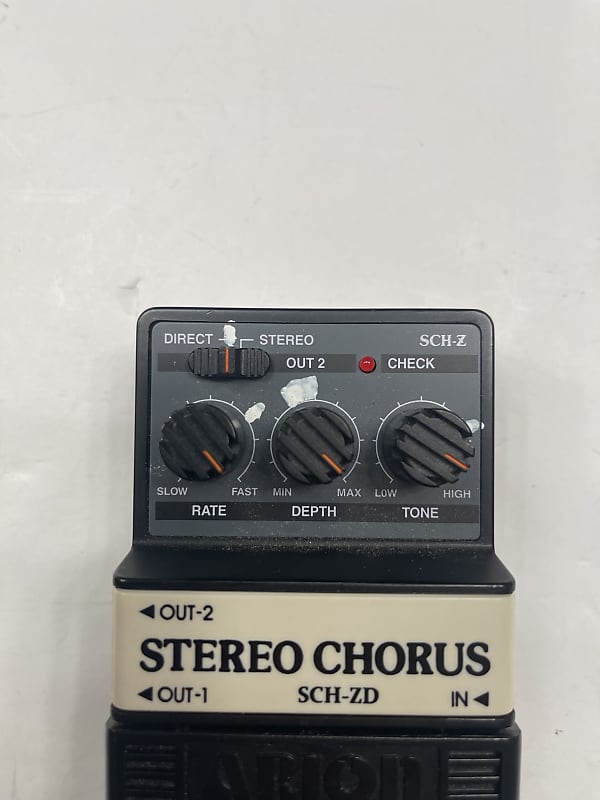 DIRECT STEREO SCH-Z
OUT 2 CHECK
SLOW FAST MIN MAX LOW HIGH
RATE DEPTH TONE
◀ OUT-2
STEREO CHORUS
◀ OUT-1 SCH-ZD IN ◀
ARION